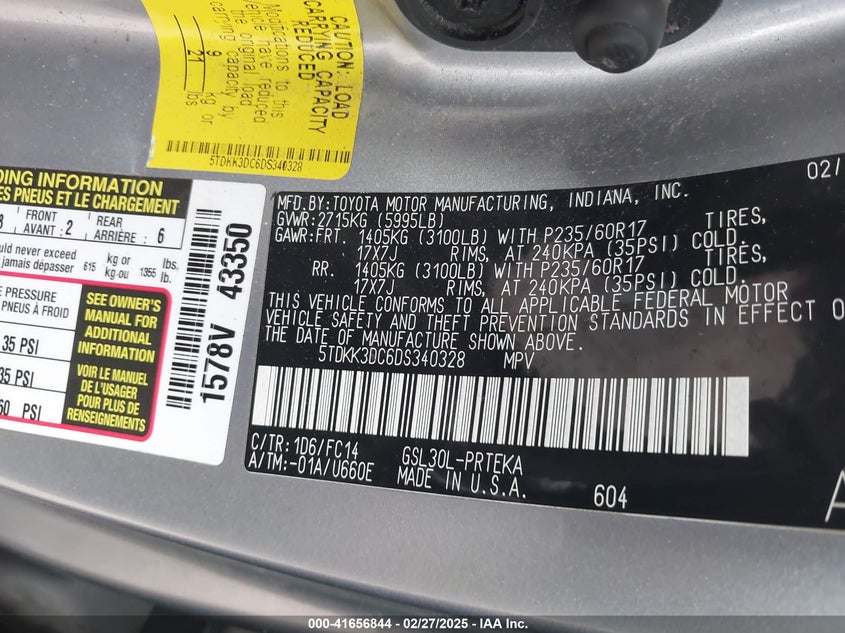 CAUTION: LOAD
CARRYING CAPACITY
REDUCED
Modifications to this
vehicle have reduced
the original load
carrying capacity by
9 kg or
21 lbs
5TDKK3DC6DS340328
DING INFORMATION
ES PNEUS ET LE CHARGEMENT
8 FRONT AVANT : 2 REAR ARRIÈRE : 6
uld never exceed
jamais dépasser 615 kg kg ou 1355 lbs. lb.
E PRESSURE
PNEUS À FROID
35 PSI
35 PSI
60 PSI
SEE OWNER'S
MANUAL FOR
ADDITIONAL
INFORMATION
VOIR LE MANUEL
DE L'USAGER
POUR PLUS DE
RENSEIGNEMENTS
1578V 43350
02/
MFD.BY:TOYOTA MOTOR MANUFACTURING, INDIANA, INC.
GVWR:2715KG (5995LB)
GAWR:FRT. 1405KG (3100LB) WITH P235/60R17 TIRES,
17X7J RIMS, AT 240KPA (35PSI) COLD.
RR. 1405KG (3100LB) WITH P235/60R17 TIRES,
17X7J RIMS, AT 240KPA (35PSI) COLD.
THIS VEHICLE CONFORMS TO ALL APPLICABLE FEDERAL MOTOR
VEHICLE SAFETY AND THEFT PREVENTION STANDARDS IN EFFECT O
THE DATE OF MANUFACTURE SHOWN ABOVE.
5TDKK3DC6DS340328 MPV
C/TR:1D6/FC14 GSL30L-PRTEKA
A/TM:-01A/U660E MADE IN U.S.A.
604
A
000-41656844 / 02/27/2025 - IAA Inc.